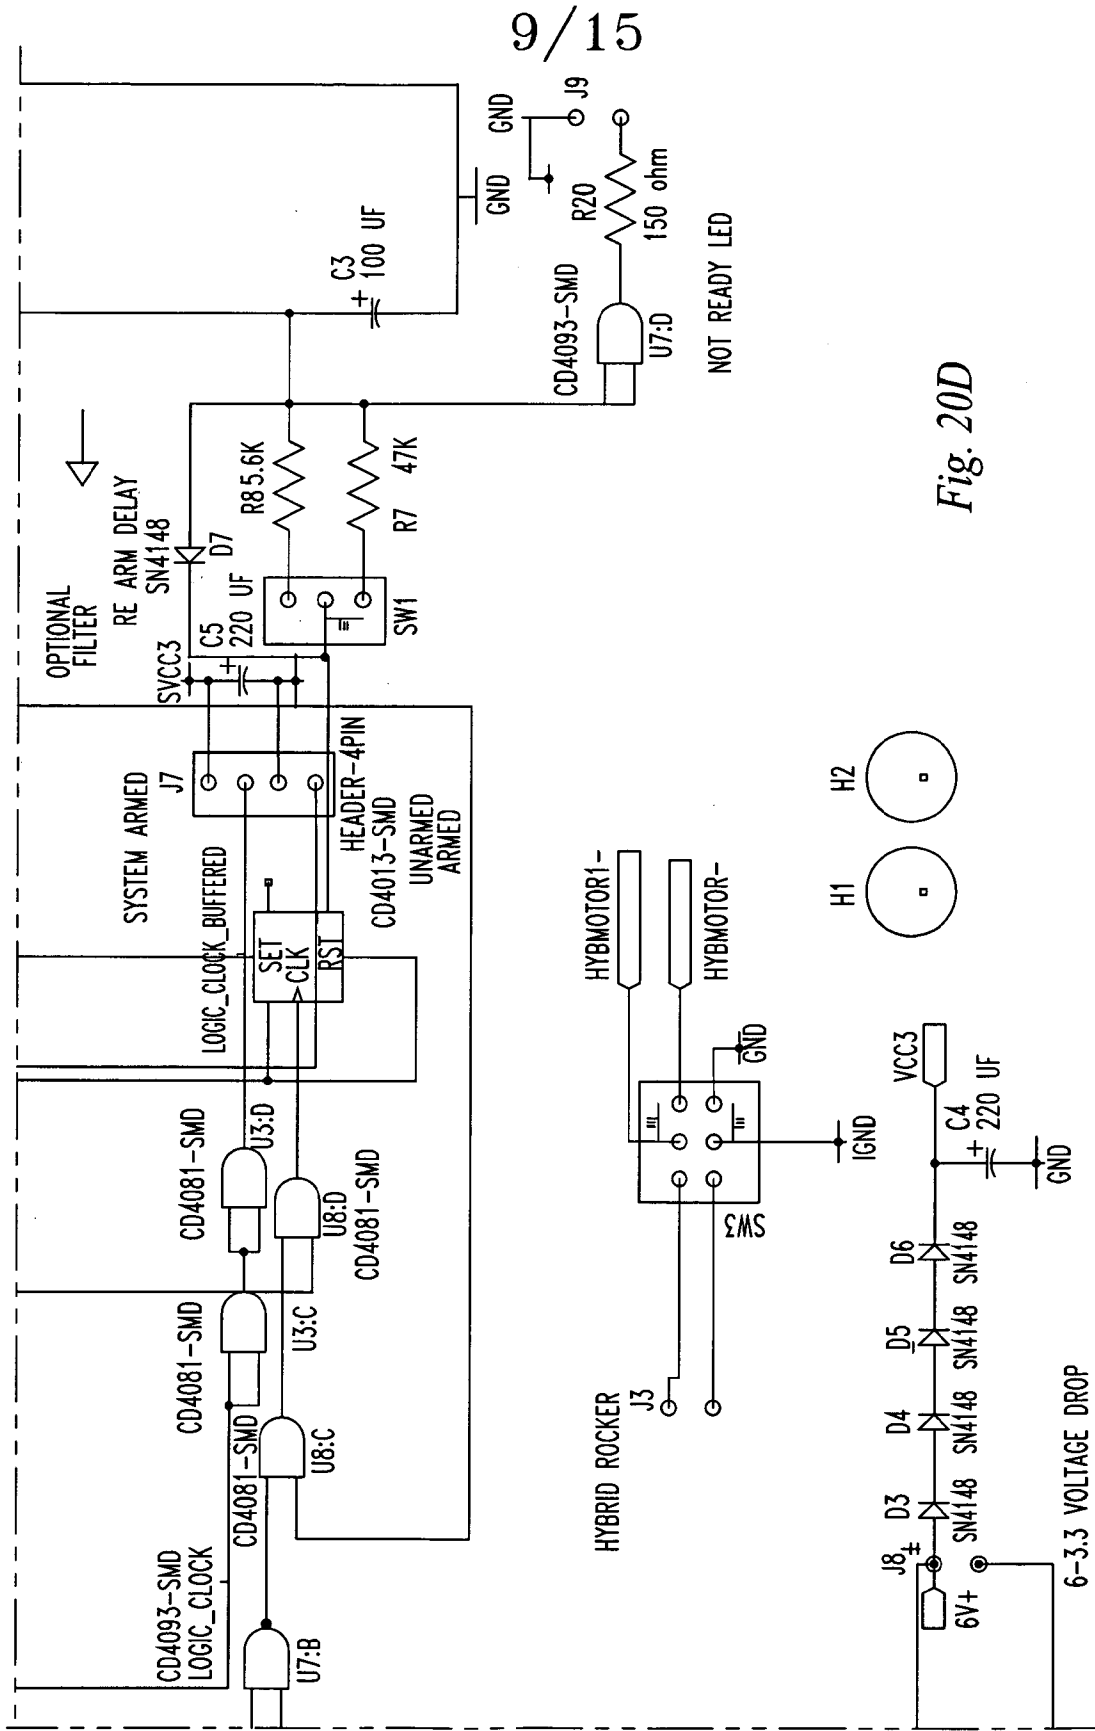 9/15
OPTIONAL
FILTER
RE ARM DELAY
SN4148
D7
SVCC3
C5
220 UF
+
R8 5.6K
R7 47K
SW1
C3
100 UF
+
GND
GND
J9
R20
150 ohm
CD4093-SMD
U7:D
NOT READY LED
SYSTEM ARMED
J7
HEADER-4PIN
CD4013-SMD
UNARMED
ARMED
LOGIC_CLOCK_BUFFERED
SET
CLK
RST
CD4081-SMD
U3:D
U8:D
CD4081-SMD
CD4081-SMD
U3:C
CD4081-SMD
U8:C
CD4093-SMD
LOGIC_CLOCK
U7:B
HYBRID ROCKER
J3
SW3
HYBMOTOR1-
HYBMOTOR-
GND
IGND
H1
H2
J8
#
6V+
D3
SN4148
D4
SN4148
D5
SN4148
D6
SN4148
VCC3
C4
220 UF
+
GND
6-3.3 VOLTAGE DROP
Fig. 20D